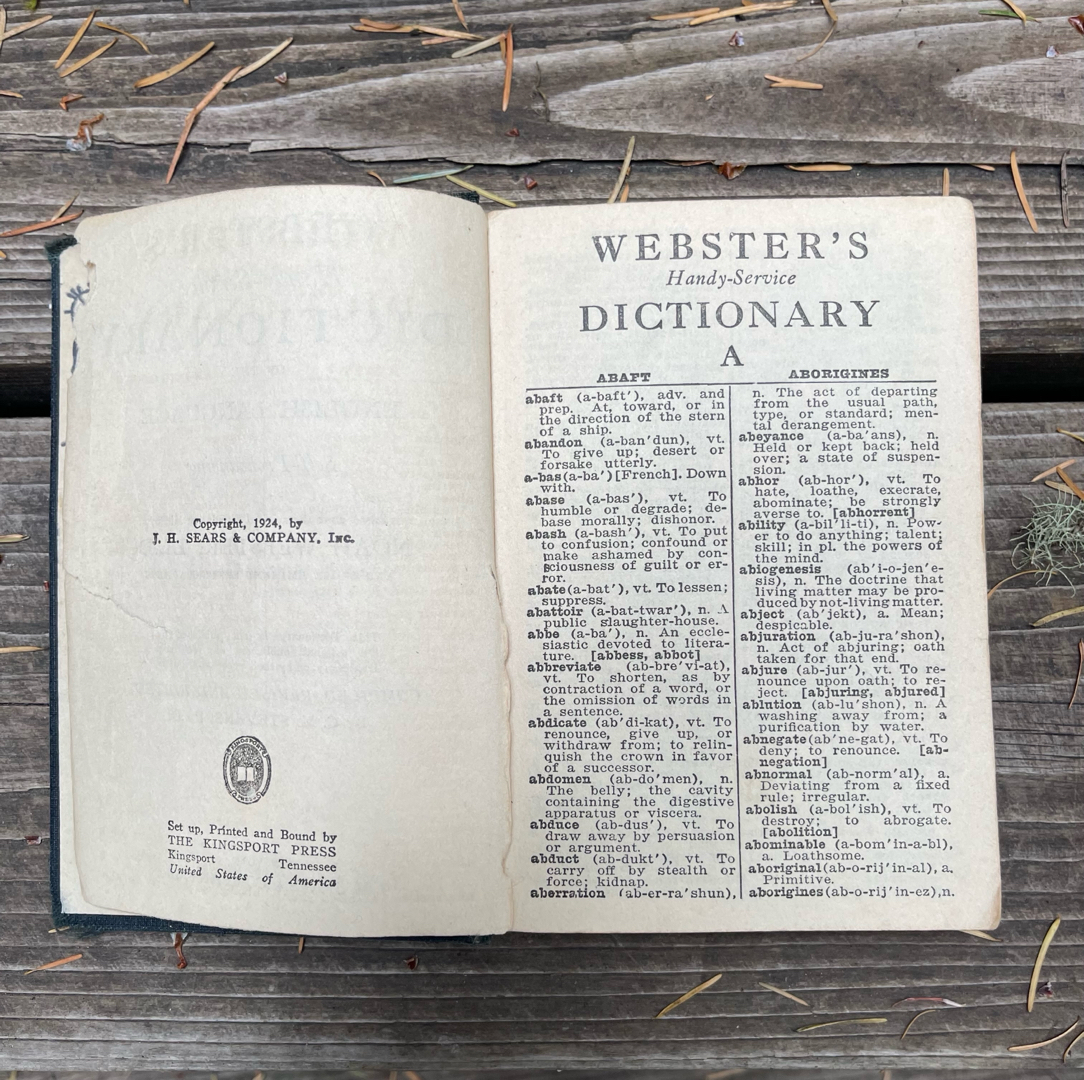 Copyright, 1924, by
J. H. SEARS & COMPANY, Inc.
Set up, Printed and Bound by
THE KINGSPORT PRESS
Kingsport Tennessee
United States of America
WEBSTER'S
Handy-Service
DICTIONARY
A
ABAFT
abaft (a-baft'), adv. and
prep. At, toward, or in
the direction of the stern
of a ship.
abandon (a-ban'dun), vt.
To give up; desert or
forsake utterly.
a-bas (a-ba') [French]. Down
with.
abase (a-bas'), vt. To
humble or degrade; de-
base morally; dishonor.
abash (a-bash'), vt. To put
to confusion; confound or
make ashamed by con-
sciousness of guilt or er-
ror.
abate (a-bat'), vt. To lessen;
suppress.
abattoir (a-bat-twar'), n. A
public slaughter-house.
abbe (a-ba'), n. An eccle-
siastic devoted to litera-
ture. [abbess, abbot]
abbreviate (ab-bre'vi-at),
vt. To shorten, as by
contraction of a word, or
the omission of words in
a sentence.
abdicate (ab'di-kat), vt. To
renounce, give up, or
withdraw from; to relin-
quish the crown in favor
of a successor.
abdomen (ab-do'men), n.
The belly; the cavity
containing the digestive
apparatus or viscera.
abduce (ab-dus'), vt. To
draw away by persuasion
or argument.
abduct (ab-dukt'), vt. To
carry off by stealth or
force; kidnap.
aberration (ab-er-ra'shun),
ABORIGINES
n. The act of departing
from the usual path,
type, or standard; men-
tal derangement.
abeyance (a-ba'ans), n.
Held or kept back; held
over; a state of suspen-
sion.
abhor (ab-hor'), vt. To
hate, loathe, execrate,
abominate; be strongly
averse to. [abhorrent]
ability (a-bil'li-ti), n. Pow-
er to do anything; talent;
skill; in pl. the powers of
the mind.
abiogenesis (ab'i-o-jen'e-
sis), n. The doctrine that
living matter may be pro-
duced by not-living matter.
abject (ab'jekt), a. Mean;
despicable.
abjuration (ab-ju-ra'shon),
n. Act of abjuring; oath
taken for that end.
abjure (ab-jur'), vt. To re-
nounce upon oath; to re-
ject. [abjuring, abjured]
ablution (ab-lu'shon), n. A
washing away from; a
purification by water.
abnegate (ab'ne-gat), vt. To
deny; to renounce. [ab-
negation]
abnormal (ab-norm'al), a.
Deviating from a fixed
rule; irregular.
abolish (a-bol'ish), vt. To
destroy; to abrogate.
[abolition]
abominable (a-bom'in-a-bl),
a. Loathsome.
aboriginal (ab-o-rij'in-al), a.
Primitive.
aborigines (ab-o-rij'in-ez), n.